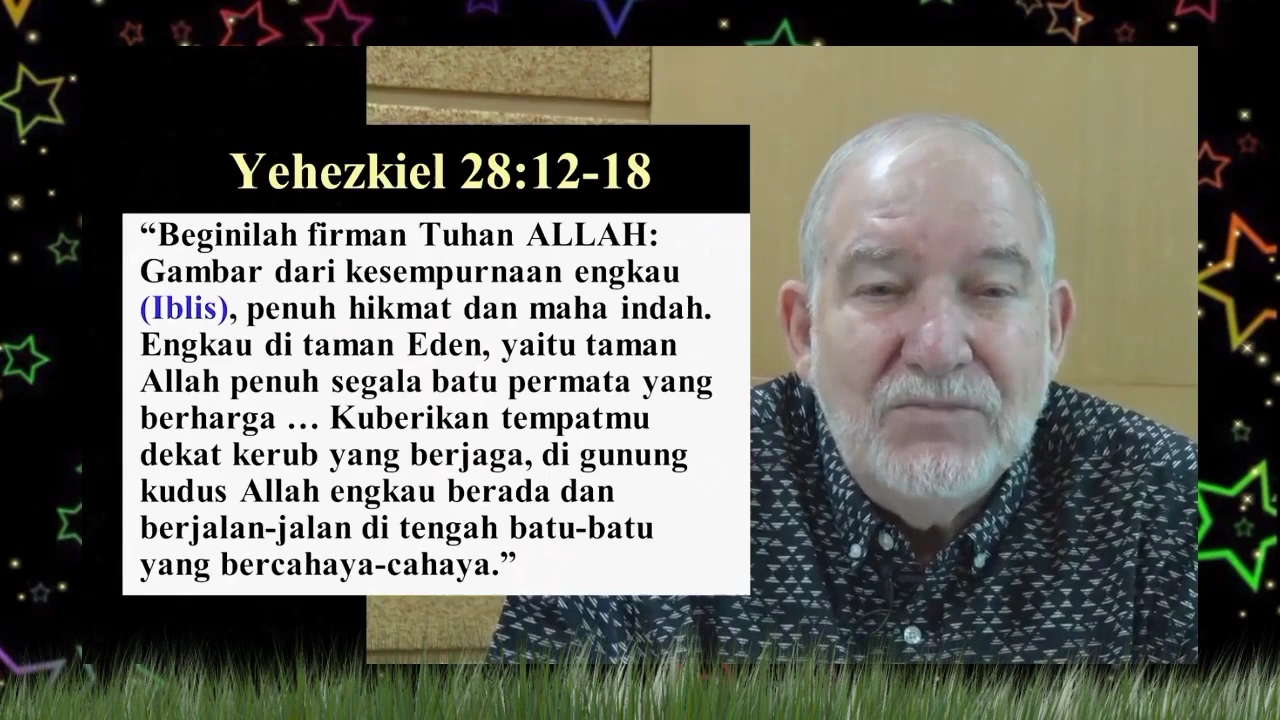 Yehezkiel 28:12-18
“Beginilah firman Tuhan ALLAH:
Gambar dari kesempurnaan engkau
(Iblis), penuh hikmat dan maha indah.
Engkau di taman Eden, yaitu taman
Allah penuh segala batu permata yang
berharga … Kuberikan tempatmu
dekat kerub yang berjaga, di gunung
kudus Allah engkau berada dan
berjalan-jalan di tengah batu-batu
yang bercahaya-cahaya.”